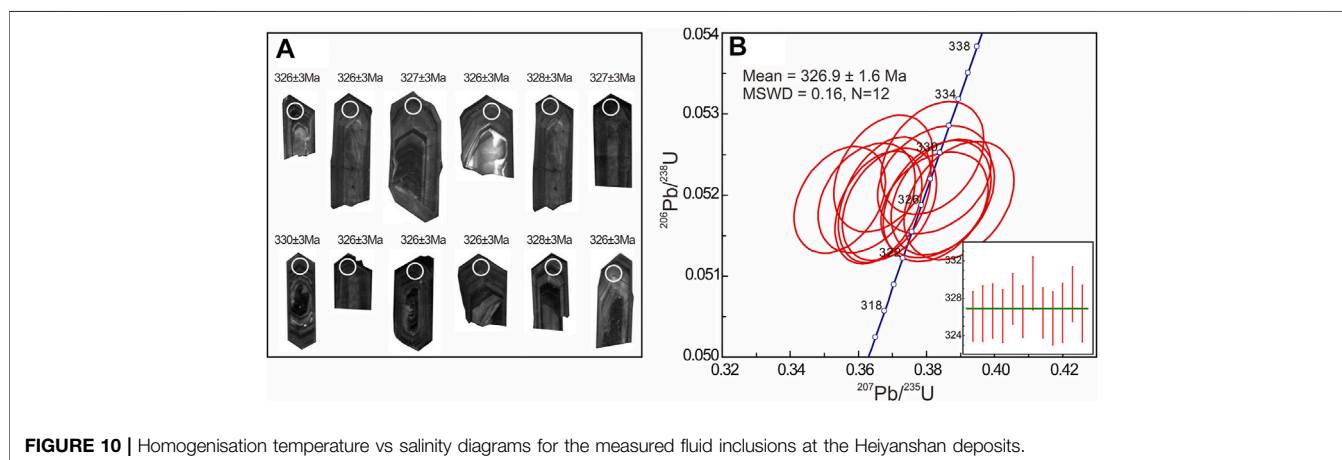 A
326±3Ma 326±3Ma 327±3Ma 326±3Ma 328±3Ma 327±3Ma
330±3Ma 326±3Ma 326±3Ma 326±3Ma 328±3Ma 326±3Ma
B
Mean = 326.9 ± 1.6 Ma
MSWD = 0.16, N=12
0.054
0.053
0.052
0.051
0.050
206Pb/238U
338
334
330
326
322
318
332
328
324
0.32 0.34 0.36 0.38 0.40 0.42
207Pb/235U
FIGURE 10 | Homogenisation temperature vs salinity diagrams for the measured fluid inclusions at the Heiyanshan deposits.